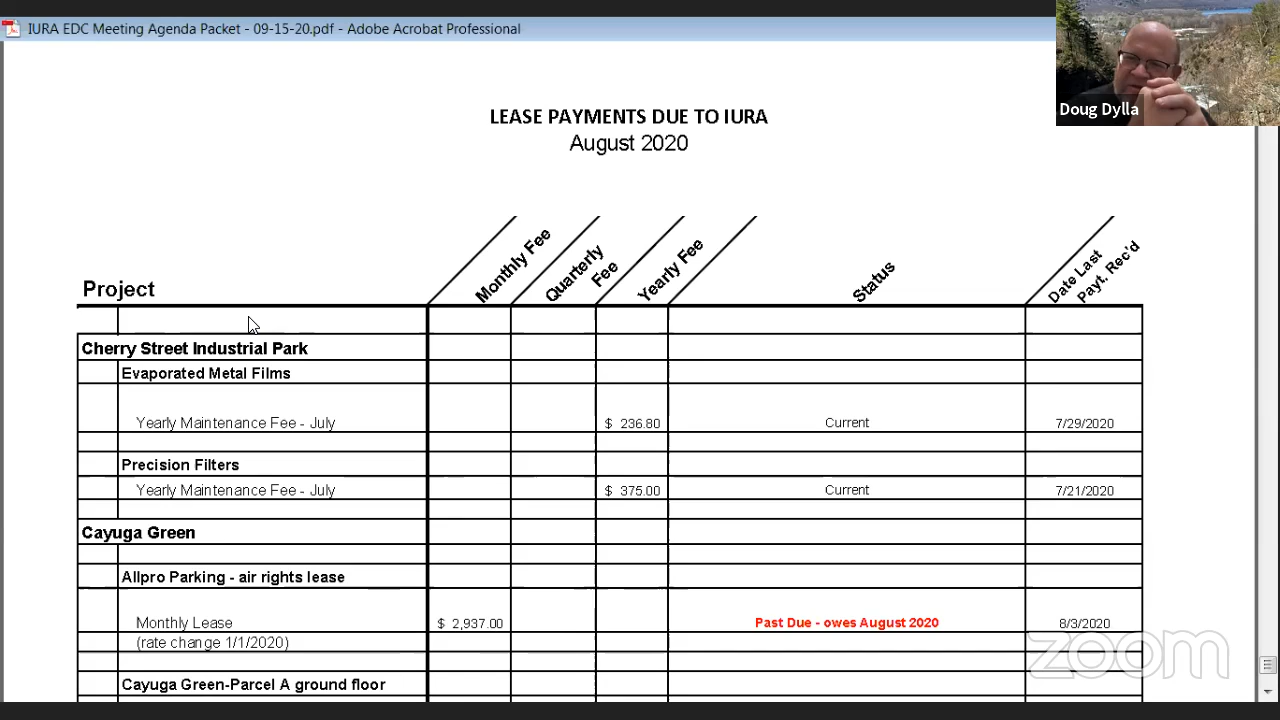 IURA EDC Meeting Agenda Packet - 09-15-20.pdf - Adobe Acrobat Professional
Doug Dylla
LEASE PAYMENTS DUE TO IURA
August 2020
Project
Monthly Fee
Quarterly
Fee
Yearly Fee
Status
Date Last
Payt. Rec'd
Cherry Street Industrial Park
Evaporated Metal Films
Yearly Maintenance Fee - July $ 236.80 Current 7/29/2020
Precision Filters
Yearly Maintenance Fee - July $ 375.00 Current 7/21/2020
Cayuga Green
Allpro Parking - air rights lease
Monthly Lease $ 2,937.00 Past Due - owes August 2020 8/3/2020
(rate change 1/1/2020)
Cayuga Green-Parcel A ground floor
zoom